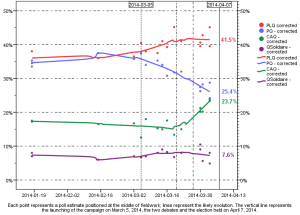 2014-03-05
2014-04-07
40%
40%
30%
30%
20%
20%
10%
10%
0%
0%
41.5%
25.4%
23.7%
7.6%
PLQ - corrected
PQ - corrected
CAQ - corrected
QSolidaire - corrected
PLQ - corrected
PQ - corrected
CAQ - corrected
QSolidaire - corrected
2014-01-19
2014-02-02
2014-02-16
2014-03-02
2014-03-16
2014-03-30
2014-04-13
Each point represents a poll estimate positioned at the middle of fieldwork; lines represent the likely evolution. The vertical line represents:
the launching of the campaign on March 5, 2014, the two debates and the election held on April 7, 2014.